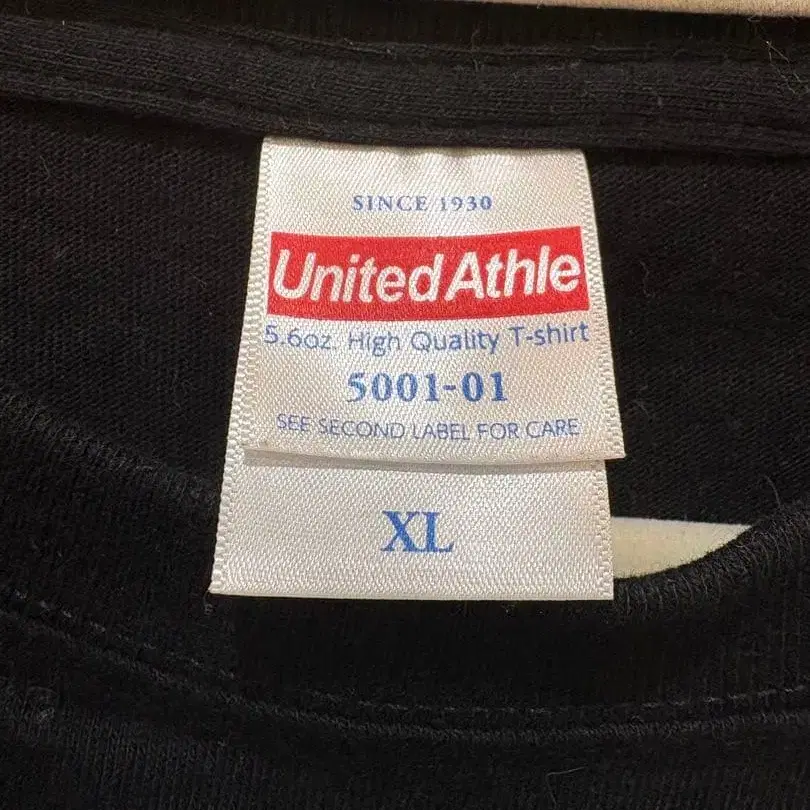 SINCE 1930
United Athle
5.6oz. High Quality T-shirt
5001-01
SEE SECOND LABEL FOR CARE
XL